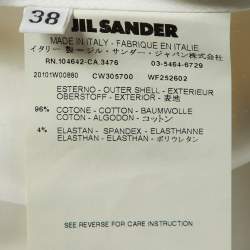 38
JIL SANDER
MADE IN ITALY - FABRIQUE EN ITALIE
イタリー製 - ジル・サンダー・ジャパン株式会社
RN.104642-CA.3476 03-5464-6729
20101W00880 CW305700 WF252602
ESTERNO - OUTER SHELL - EXTERIEUR
OBERSTOFF - EXTERIOR - 表地
96% COTONE - COTTON - BAUMWOLLE
COTON - ALGODON - コットン
4% ELASTAN - SPANDEX - ELASTHANNE
ELASTHAN - ELASTAN - ポリウレタン
SEE REVERSE FOR CARE INSTRUCTION